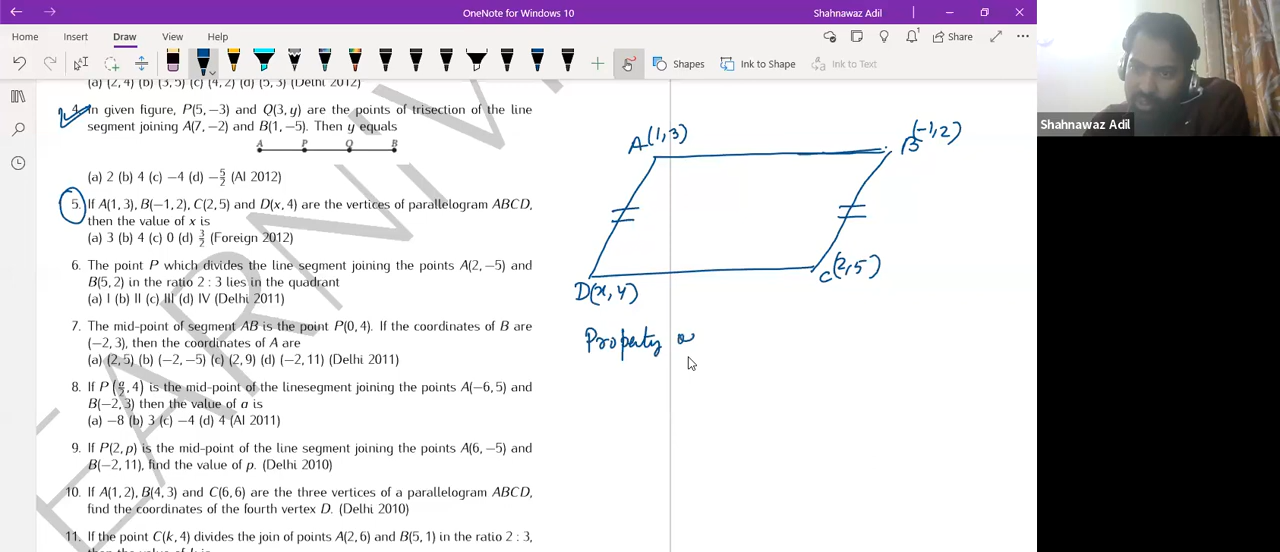 OneNote for Windows 10
Shahnawaz Adil
Home Insert Draw View Help
Share
Shapes
Ink to Shape
Ink to Text
(a) (2, 4) (b) (3, 5) (c) (4, 2) (d) (5, 3) (Delhi 2012)
4. In given figure, P(5, −3) and Q(3, y) are the points of trisection of the line
segment joining A(7, −2) and B(1, −5). Then y equals
A P Q B
(a) 2 (b) 4 (c) −4 (d) −5/2 (AI 2012)
5. If A(1, 3), B(−1, 2), C(2, 5) and D(x, 4) are the vertices of parallelogram ABCD,
then the value of x is
(a) 3 (b) 4 (c) 0 (d) 3/2 (Foreign 2012)
6. The point P which divides the line segment joining the points A(2, −5) and
B(5, 2) in the ratio 2 : 3 lies in the quadrant
(a) I (b) II (c) III (d) IV (Delhi 2011)
7. The mid-point of segment AB is the point P(0, 4). If the coordinates of B are
(−2, 3), then the coordinates of A are
(a) (2, 5) (b) (−2, −5) (c) (2, 9) (d) (−2, 11) (Delhi 2011)
8. If P (a/2, 4) is the mid-point of the linesegment joining the points A(−6, 5) and
B(−2, 3) then the value of a is
(a) −8 (b) 3 (c) −4 (d) 4 (AI 2011)
9. If P(2, p) is the mid-point of the line segment joining the points A(6, −5) and
B(−2, 11), find the value of p. (Delhi 2010)
10. If A(1, 2), B(4, 3) and C(6, 6) are the three vertices of a parallelogram ABCD,
find the coordinates of the fourth vertex D. (Delhi 2010)
11. If the point C(k, 4) divides the join of points A(2, 6) and B(5, 1) in the ratio 2 : 3,
A(1,3)
B(-1,2)
C(2,5)
D(x,4)
Property o
Shahnawaz Adil